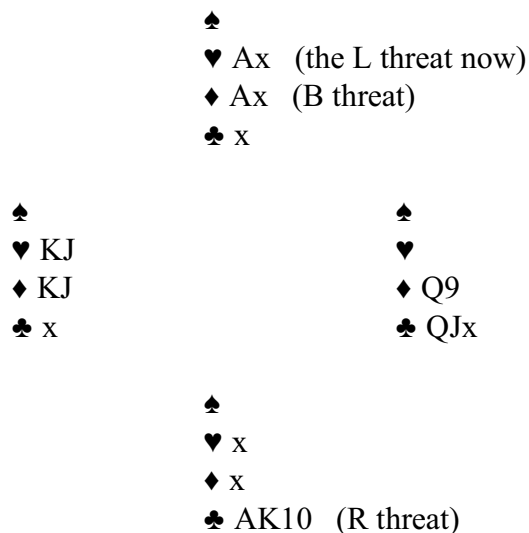 ♠
♥ Ax (the L threat now)
♦ Ax (B threat)
♣ x
♠ ♠
♥ KJ ♥
♦ KJ ♦ Q9
♣ x ♣ QJx
♠
♥ x
♦ x
♣ AK10 (R threat)